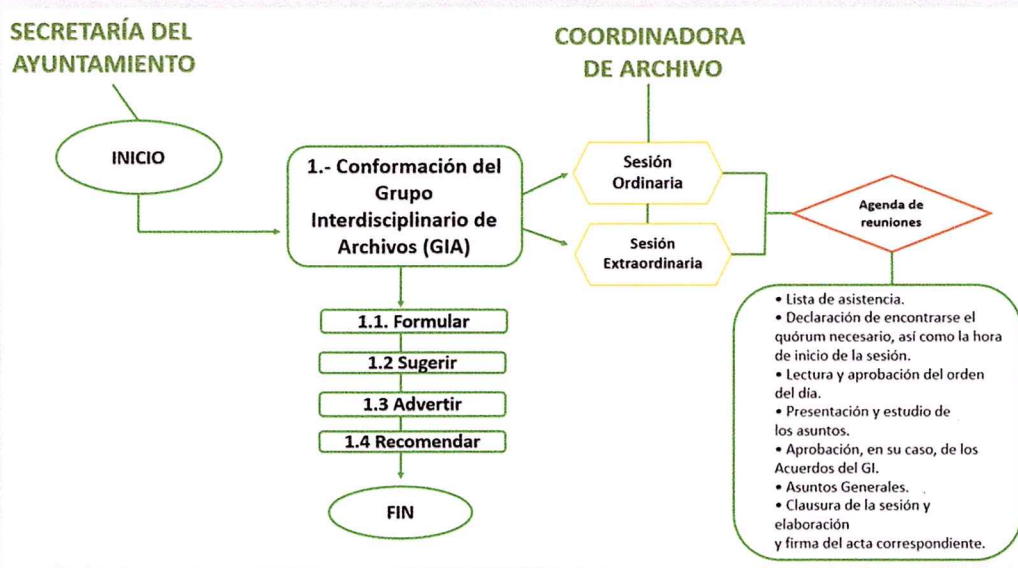 SECRETARÍA DEL
AYUNTAMIENTO
COORDINADORA
DE ARCHIVO
INICIO
1.- Conformación del
Grupo
Interdisciplinario de
Archivos (GIA)
Sesión
Ordinaria
Sesión
Extraordinaria
Agenda de
reuniones
1.1. Formular
1.2 Sugerir
1.3 Advertir
1.4 Recomendar
FIN
• Lista de asistencia.
• Declaración de encontrarse el
quórum necesario, así como la hora
de inicio de la sesión.
• Lectura y aprobación del orden
del día.
• Presentación y estudio de
los asuntos.
• Aprobación, en su caso, de los
Acuerdos del GI.
• Asuntos Generales.
• Clausura de la sesión y
elaboración
y firma del acta correspondiente.